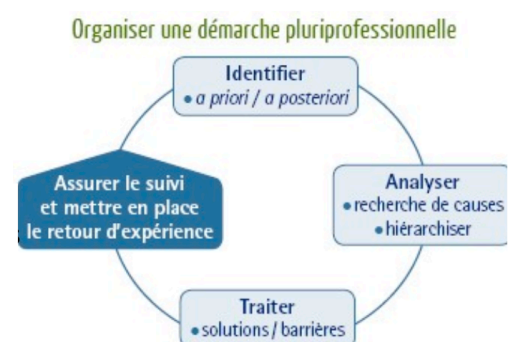 Organiser une démarche pluriprofessionnelle
Identifier
• a priori / a posteriori
Analyser
• recherche de causes
• hiérarchiser
Traiter
• solutions / barrières
Assurer le suivi
et mettre en place
le retour d'expérience